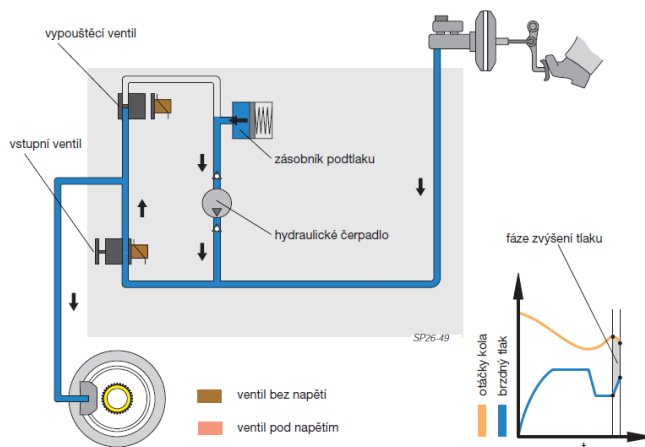 vypouštěcí ventil
vstupní ventil
zásobník podtlaku
hydraulické čerpadlo
SP26-49
fáze zvýšení tlaku
otáčky kola
brzdný tlak
ventil bez napětí
ventil pod napětím
t